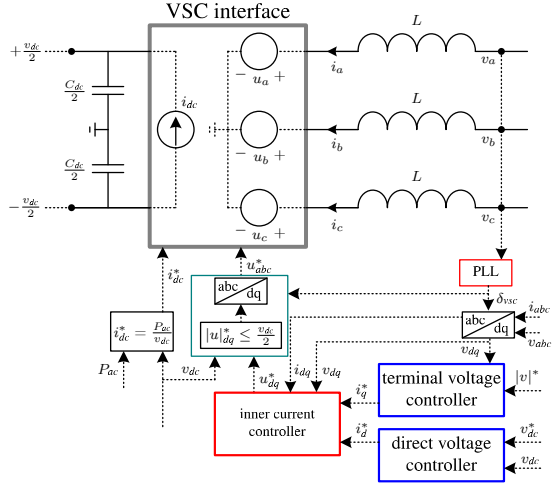 VSC interface
L
+ v_dc/2
i_a
v_a
- u_a +
C_dc/2
i_dc
L
i_b
v_b
- u_b +
C_dc/2
L
- v_dc/2
i_c
v_c
- u_c +
u*_abc
PLL
i*_dc
abc
dq
δ_vsc
i_abc
i*_dc = P_ac/v_dc
|u|*_dq ≤ v_dc/2
abc
dq
v_abc
v_dq
P_ac
v_dc
u*_dq
i_dq
v_dq
terminal voltage
controller
|v|*
i*_q
inner current
controller
i*_d
direct voltage
controller
v*_dc
v_dc